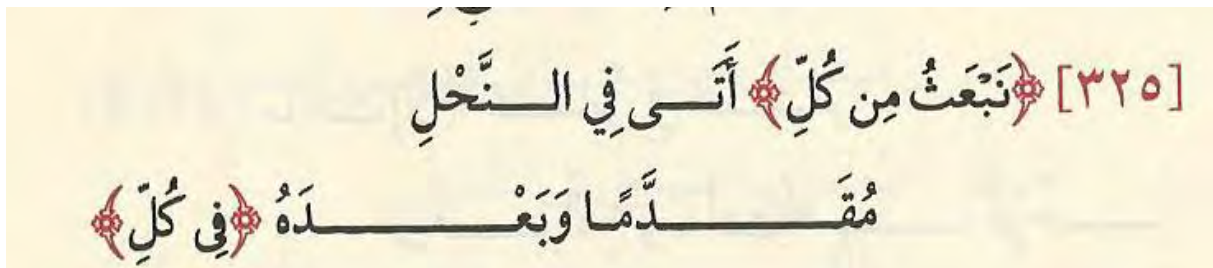 [٣٢٥] ﴿نَبْعَثُ مِن كُلِّ﴾ أَتَى فِي النَّحْلِ
مُقَدَّمًا وَبَعْدَهُ ﴿فِى كُلِّ﴾